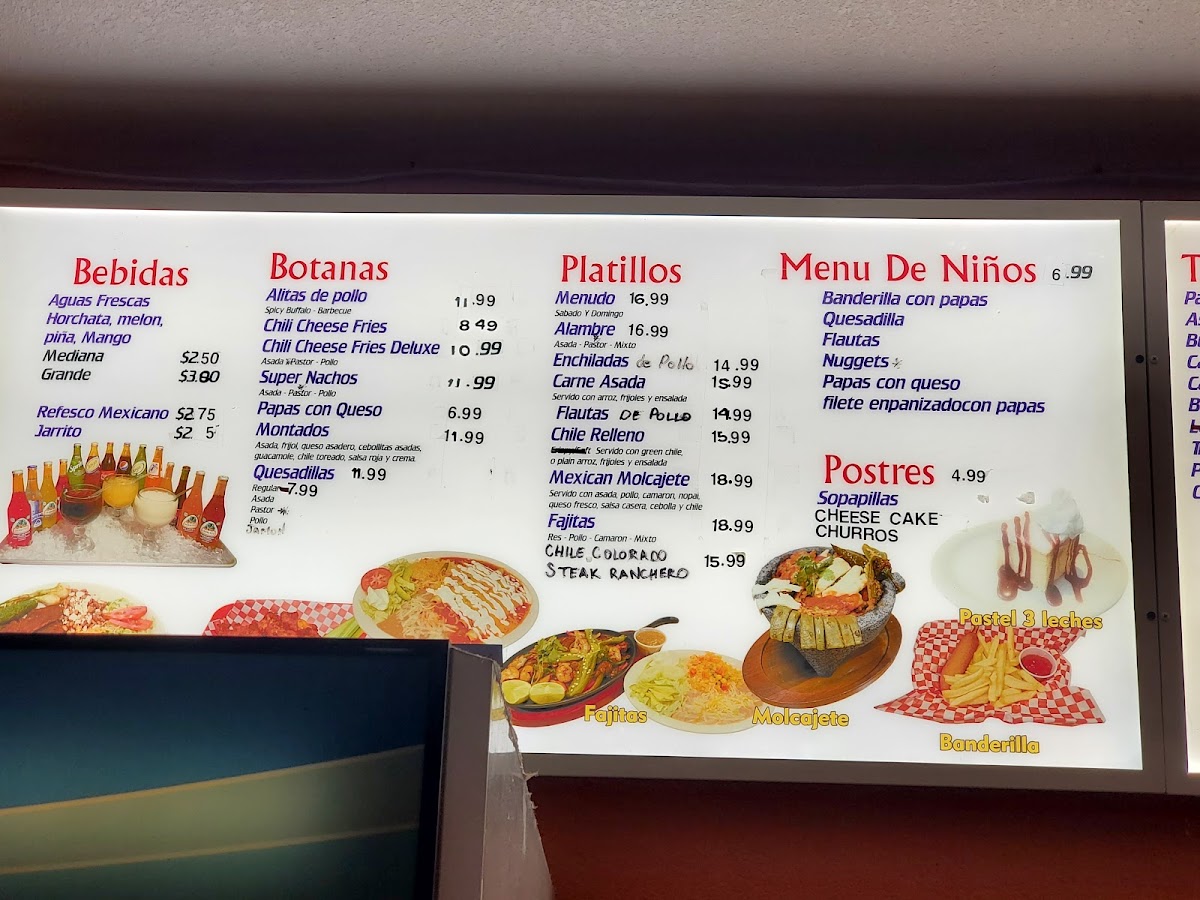 Bebidas
Aguas Frescas
Horchata, melon,
piña, Mango
Mediana $2.50
Grande $3.00
Refesco Mexicano $2.75
Jarrito $2 5
Botanas
Alitas de pollo 11.99
Spicy Buffalo - Barbecue
Chili Cheese Fries 8 49
Chili Cheese Fries Deluxe 10.99
Asada - Pastor - Pollo
Super Nachos 11.99
Asada - Pastor - Pollo
Papas con Queso 6.99
Montados 11.99
Asada, frijol, queso asadero, cebollitas asadas,
guacamole, chile toreado, salsa roja y crema.
Quesadillas 11.99
Regular-7.99
Asada
Pastor
Pollo
Jamon
Platillos
Menudo 16.99
Sabado Y Domingo
Alambre 16.99
Asada - Pastor - Mixto
Enchiladas de Pollo 14.99
Carne Asada 15.99
Servido con arroz, frijoles y ensalada
Flautas DE POLLO 14.99
Chile Relleno 15.99
Servido con green chile,
o plain arroz, frijoles y ensalada
Mexican Molcajete 18.99
Servido con asada, pollo, camaron, nopal,
queso fresco, salsa casera, cebolla y chile
Fajitas 18.99
Res - Pollo - Camaron - Mixto
CHILE COLORADO
STEAK RANCHERO 15.99
Menu De Niños 6.99
Banderilla con papas
Quesadilla
Flautas
Nuggets
Papas con queso
filete enpanizadocon papas
Postres 4.99
Sopapillas
CHEESE CAKE
CHURROS
Pastel 3 leches
Fajitas
Molcajete
Banderilla